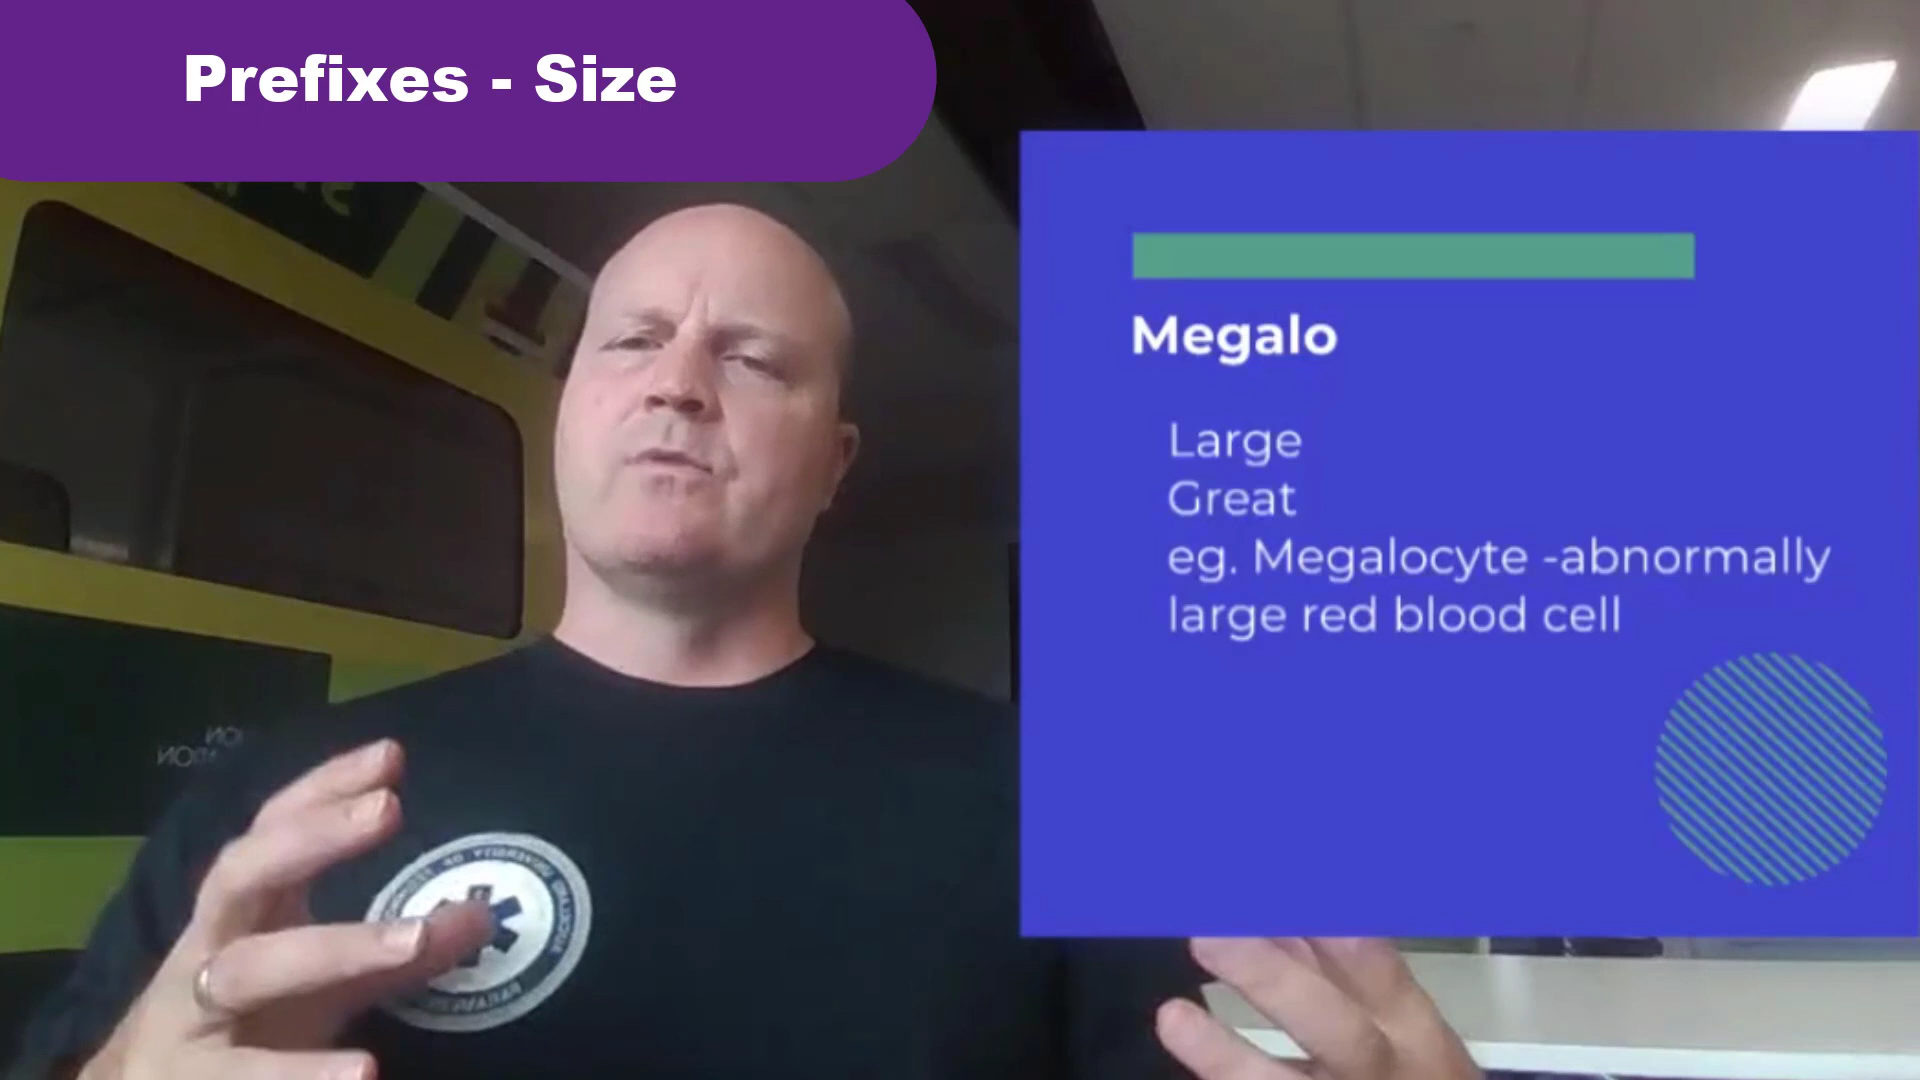 Prefixes - Size
Megalo
Large
Great
eg. Megalocyte -abnormally
large red blood cell